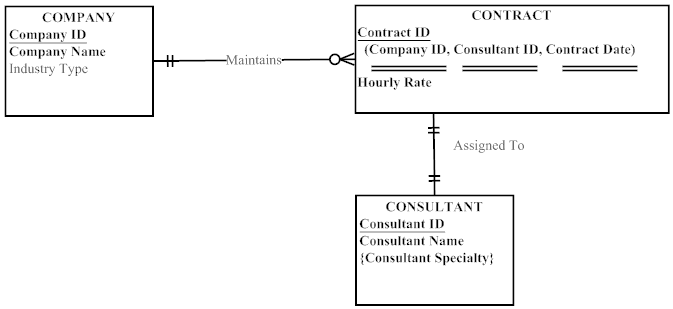 COMPANY
Company ID
Company Name
Industry Type
Maintains
CONTRACT
Contract ID
(Company ID, Consultant ID, Contract Date)
Hourly Rate
Assigned To
CONSULTANT
Consultant ID
Consultant Name
{Consultant Specialty}